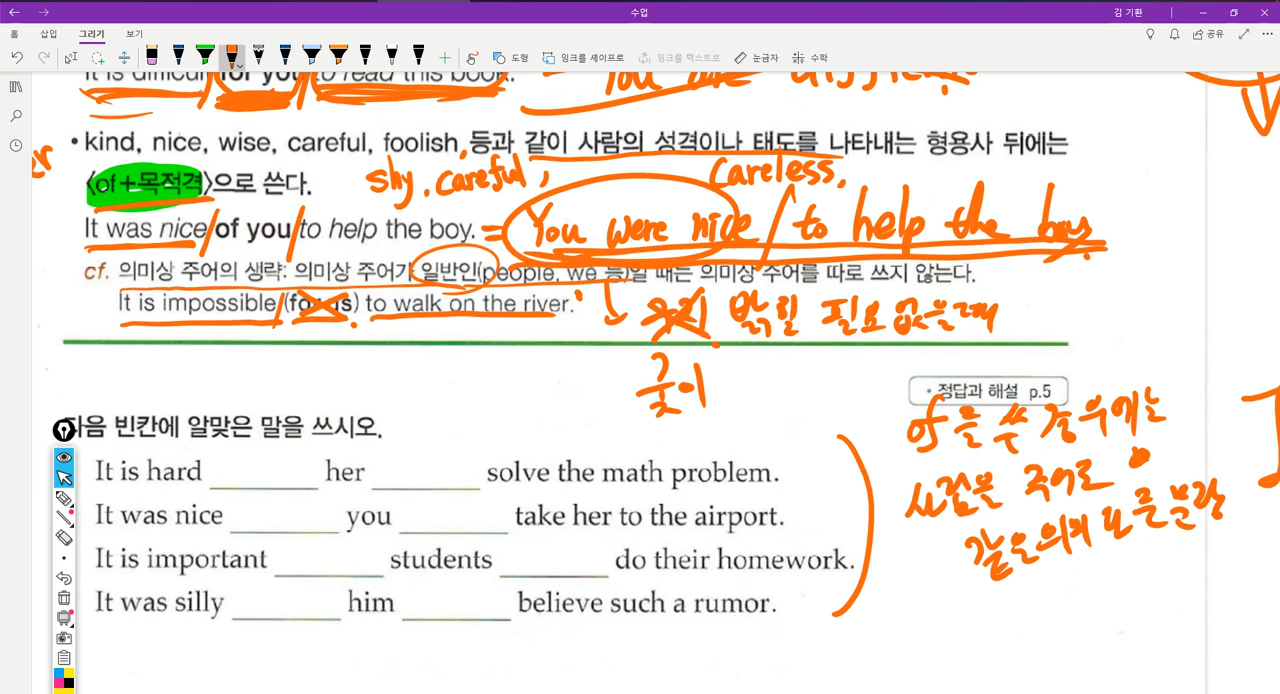 수업
김 기환
홈 삽입 그리기 보기
도형 잉크를 셰이프로 잉크를 텍스트로 눈금자 수학 공유
It is difficult for you to read this book. You are
• kind, nice, wise, careful, foolish 등과 같이 사람의 성격이나 태도를 나타내는 형용사 뒤에는
shy, careful, careless,
〈of+목적격〉으로 쓴다.
It was nice / of you / to help the boy. = You were nice / to help the boy.
cf. 의미상 주어의 생략: 의미상 주어가 일반인(people, we 등)일 때는 의미상 주어를 따로 쓰지 않는다.
It is impossible (for us) to walk on the river. 밝힐 필요 없을때
굳이
• 정답과 해설 p.5
다음 빈칸에 알맞은 말을 쓰시오.
of를 쓴 경우에는
It is hard ________ her ________ solve the math problem.
사람을 주어로
It was nice ________ you ________ take her to the airport.
같은의미
It is important ________ students ________ do their homework.
It was silly ________ him ________ believe such a rumor.